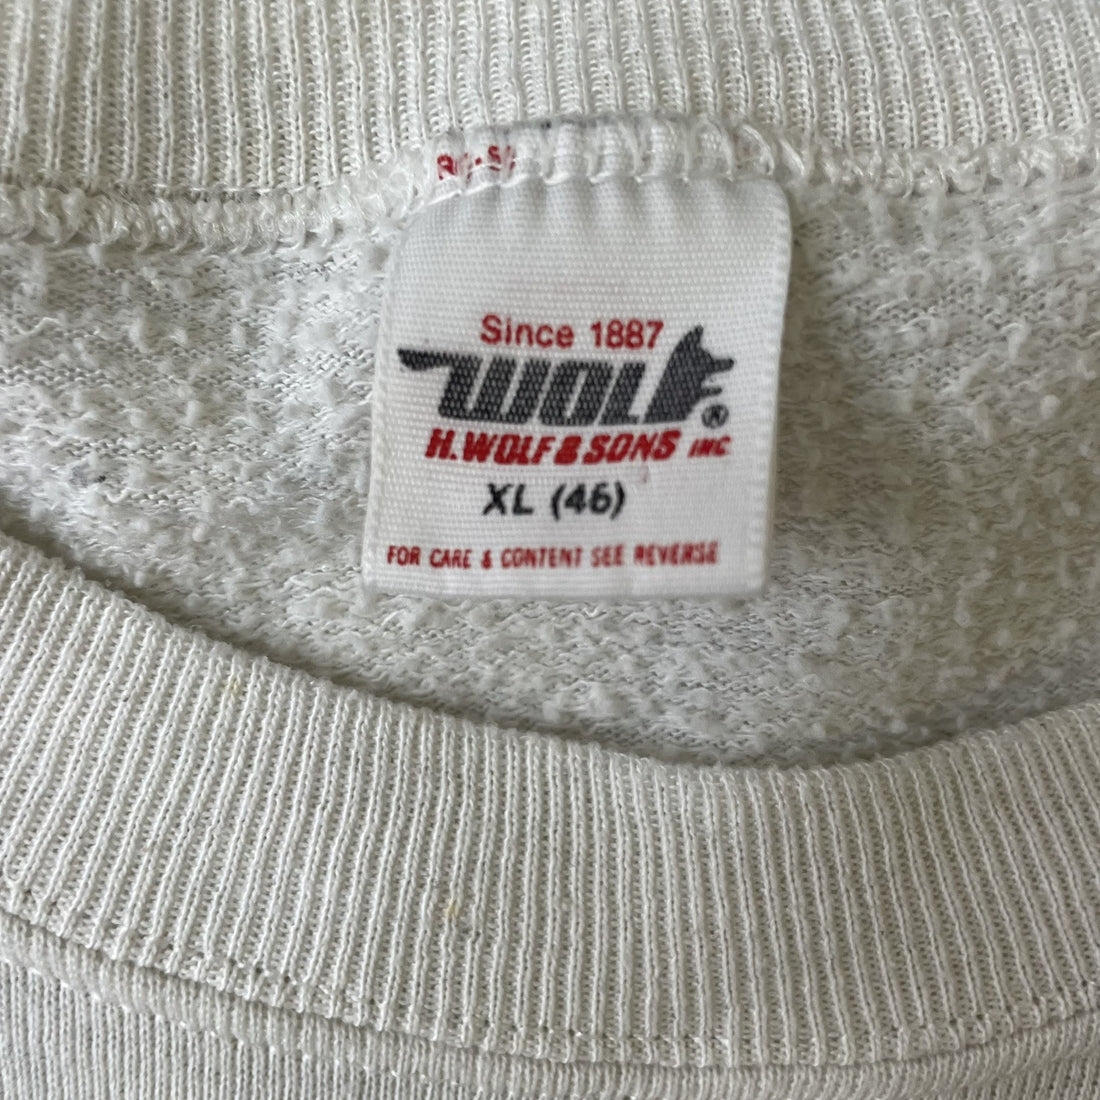 Since 1887
WOLF®
H.WOLF & SONS INC
XL (46)
FOR CARE & CONTENT SEE REVERSE